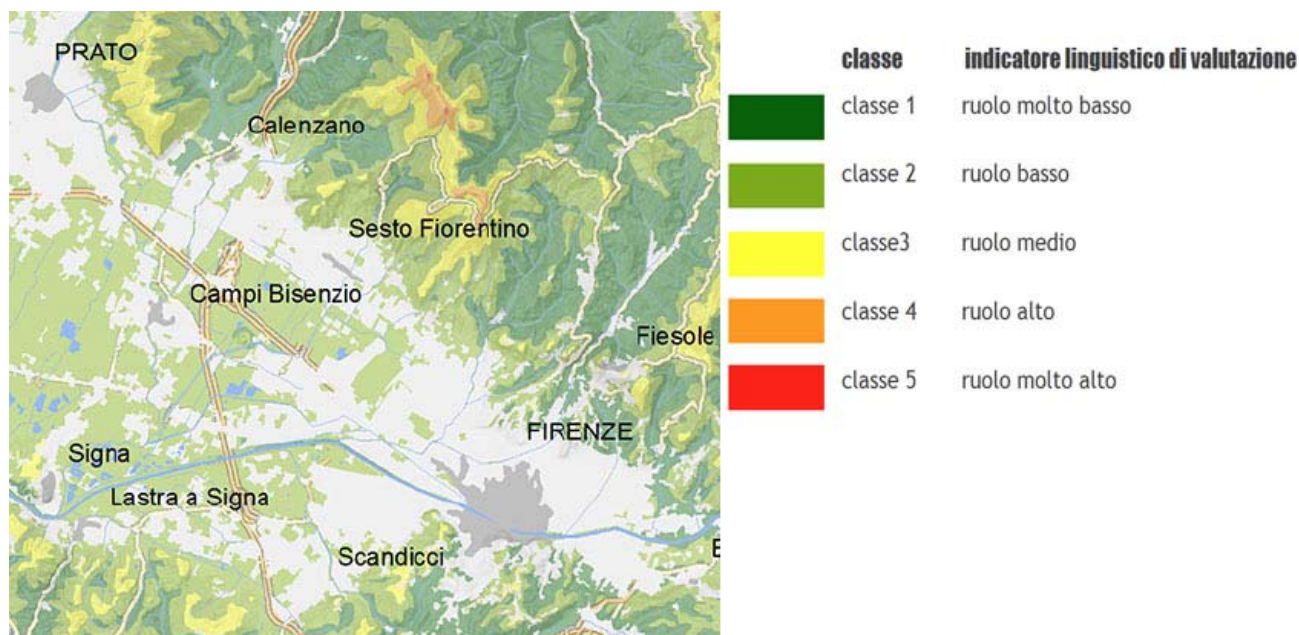 PRATO
Calenzano
Sesto Fiorentino
Campi Bisenzio
Fiesole
FIRENZE
Signa
Lastra a Signa
Scandicci
classe indicatore linguistico di valutazione
classe 1 ruolo molto basso
classe 2 ruolo basso
classe3 ruolo medio
classe 4 ruolo alto
classe 5 ruolo molto alto